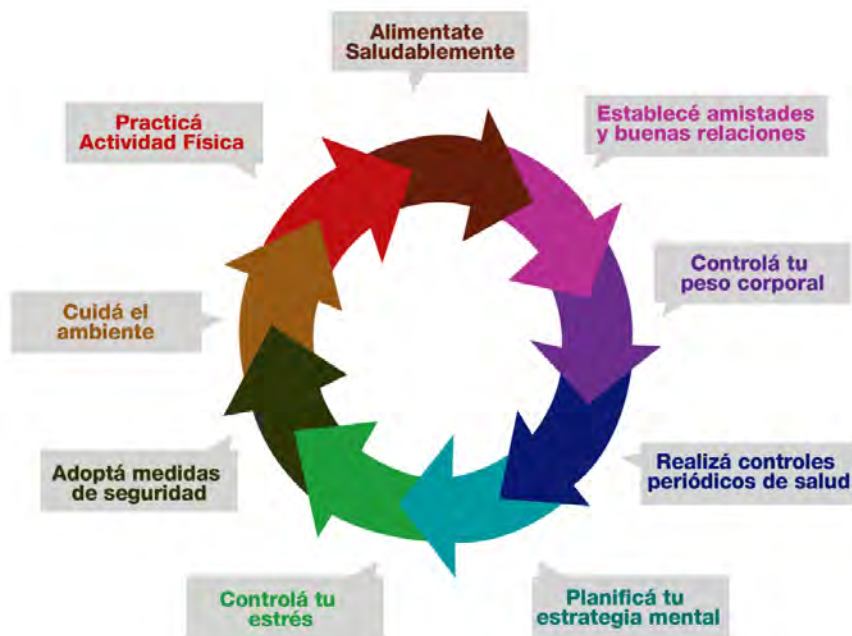 Alimentate
Saludablemente
Establecé amistades
y buenas relaciones
Controlá tu
peso corporal
Realizá controles
periódicos de salud
Planificá tu
estrategia mental
Controlá tu
estrés
Adoptá medidas
de seguridad
Cuidá el
ambiente
Practicá
Actividad Física